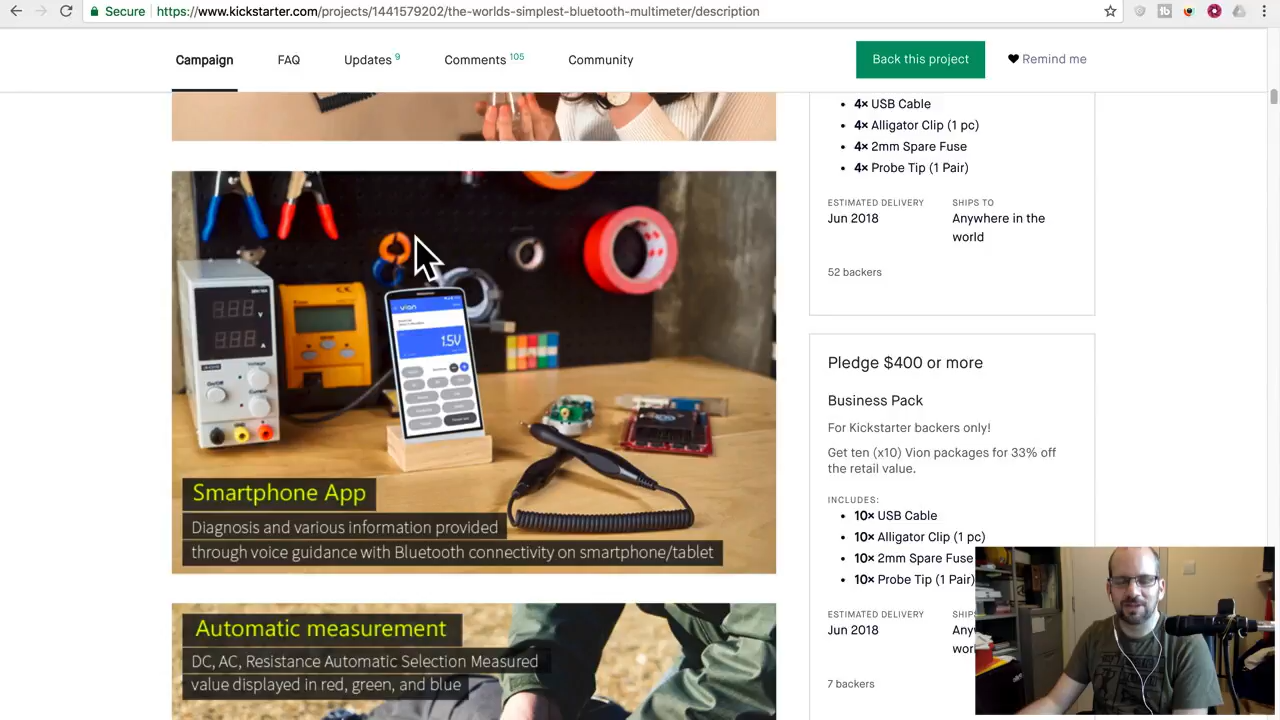 Secure https://www.kickstarter.com/projects/1441579202/the-worlds-simplest-bluetooth-multimeter/description
Campaign FAQ Updates 9 Comments 105 Community
Back this project Remind me
4× USB Cable
4× Alligator Clip (1 pc)
4× 2mm Spare Fuse
4× Probe Tip (1 Pair)
ESTIMATED DELIVERY SHIPS TO
Jun 2018 Anywhere in the
world
52 backers
vion
1.5V
Smartphone App
Diagnosis and various information provided
through voice guidance with Bluetooth connectivity on smartphone/tablet
Pledge $400 or more
Business Pack
For Kickstarter backers only!
Get ten (x10) Vion packages for 33% off
the retail value.
INCLUDES:
10× USB Cable
10× Alligator Clip (1 pc)
10× 2mm Spare Fuse
10× Probe Tip (1 Pair)
ESTIMATED DELIVERY SHIPS
Jun 2018 Any
wor
7 backers
Automatic measurement
DC, AC, Resistance Automatic Selection Measured
value displayed in red, green, and blue